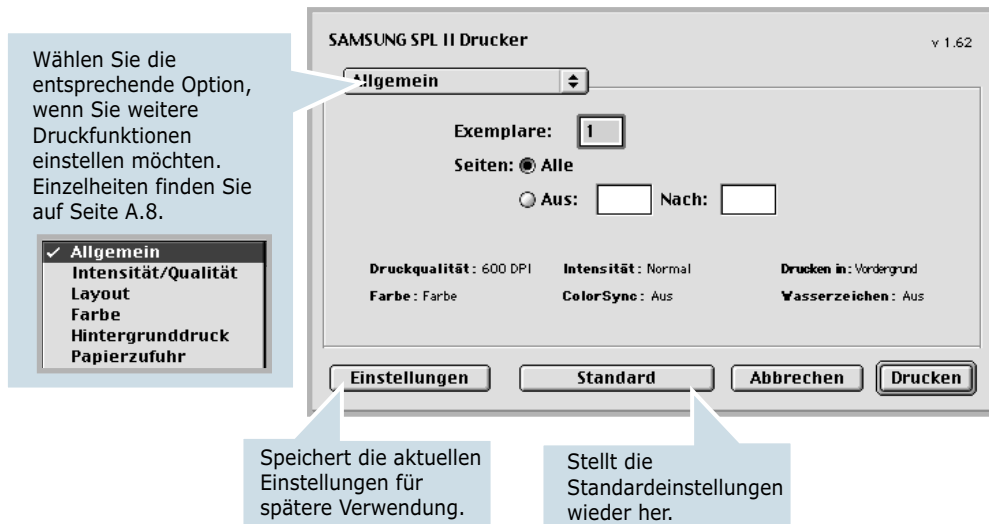 SAMSUNG SPL II Drucker
v 1.62
Wählen Sie die
entsprechende Option,
wenn Sie weitere
Druckfunktionen
einstellen möchten.
Einzelheiten finden Sie
auf Seite A.8.
✓ Allgemein
Intensität/Qualität
Layout
Farbe
Hintergrunddruck
Papierzufuhr
Allgemein
Exemplare: 1
Seiten: Alle
Aus: Nach:
Druckqualität: 600 DPI Intensität: Normal Drucken in: Vordergrund
Farbe: Farbe ColorSync: Aus Wasserzeichen: Aus
Einstellungen Standard Abbrechen Drucken
Speichert die aktuellen
Einstellungen für
spätere Verwendung.
Stellt die
Standardeinstellungen
wieder her.